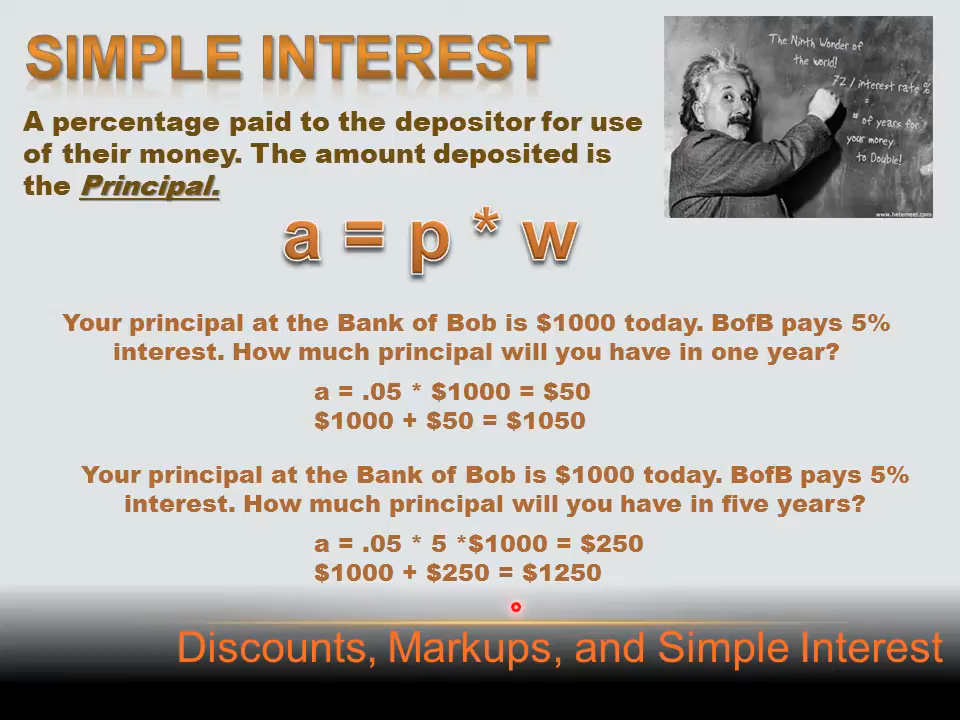 SIMPLE INTEREST
A percentage paid to the depositor for use
of their money. The amount deposited is
the Principal.
The Ninth Wonder of
the world!
72 / interest rate %
=
# of years for
your money
to Double!
www.hetemeel.com
a = p * w
Your principal at the Bank of Bob is $1000 today. BofB pays 5%
interest. How much principal will you have in one year?
a = .05 * $1000 = $50
$1000 + $50 = $1050
Your principal at the Bank of Bob is $1000 today. BofB pays 5%
interest. How much principal will you have in five years?
a = .05 * 5 *$1000 = $250
$1000 + $250 = $1250
Discounts, Markups, and Simple Interest